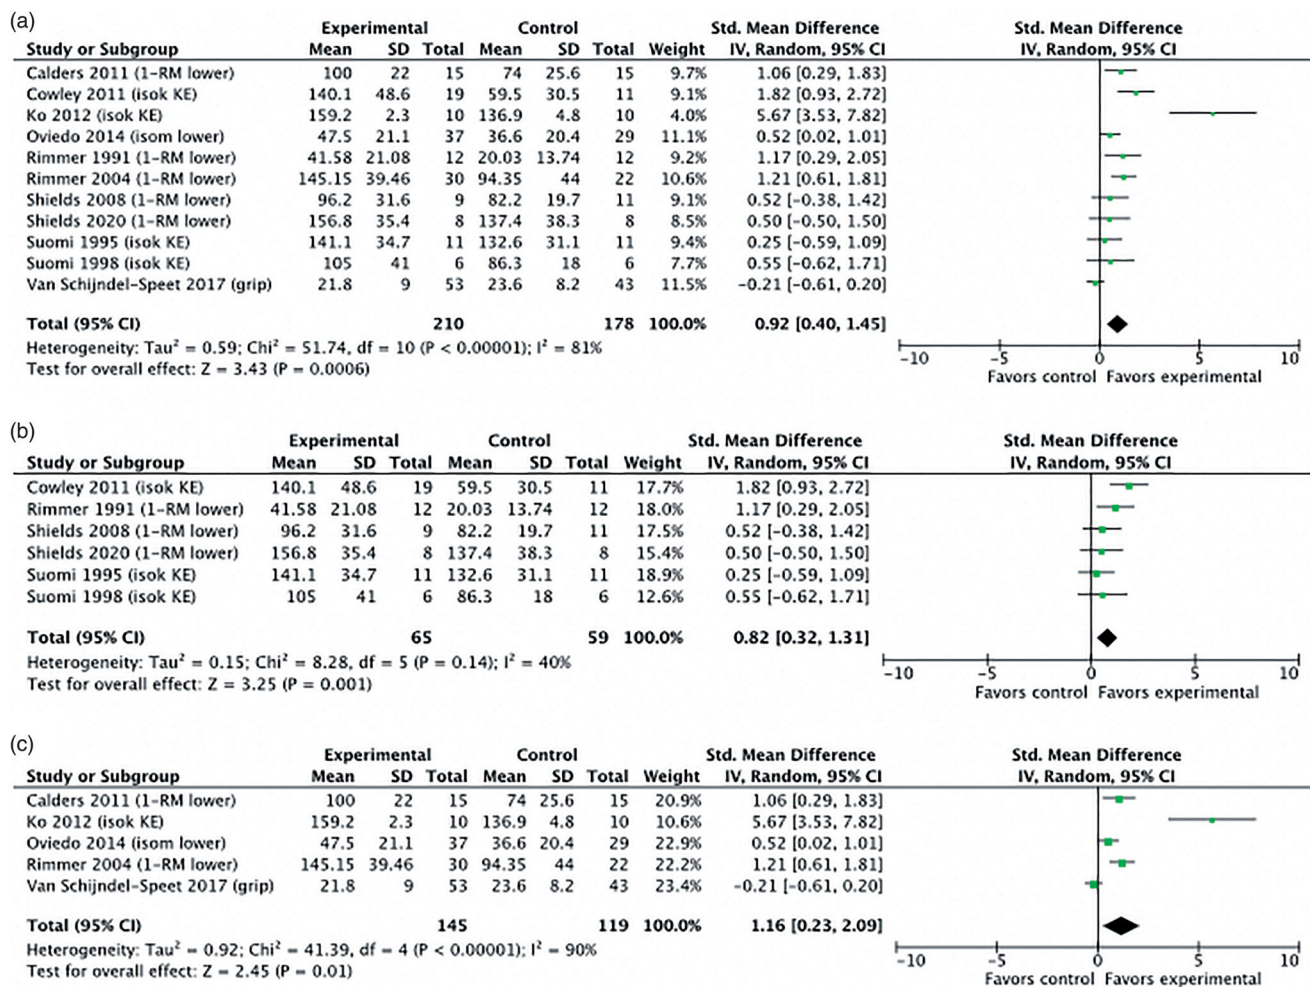 (a)
Experimental Control Std. Mean Difference Std. Mean Difference
Study or Subgroup Mean SD Total Mean SD Total Weight IV, Random, 95% CI IV, Random, 95% CI
Calders 2011 (1-RM lower) 100 22 15 74 25.6 15 9.7% 1.06 [0.29, 1.83]
Cowley 2011 (isok KE) 140.1 48.6 19 59.5 30.5 11 9.1% 1.82 [0.93, 2.72]
Ko 2012 (isok KE) 159.2 2.3 10 136.9 4.8 10 4.0% 5.67 [3.53, 7.82]
Oviedo 2014 (isom lower) 47.5 21.1 37 36.6 20.4 29 11.1% 0.52 [0.02, 1.01]
Rimmer 1991 (1-RM lower) 41.58 21.08 12 20.03 13.74 12 9.2% 1.17 [0.29, 2.05]
Rimmer 2004 (1-RM lower) 145.15 39.46 30 94.35 44 22 10.6% 1.21 [0.61, 1.81]
Shields 2008 (1-RM lower) 96.2 31.6 9 82.2 19.7 11 9.1% 0.52 [-0.38, 1.42]
Shields 2020 (1-RM lower) 156.8 35.4 8 137.4 38.3 8 8.5% 0.50 [-0.50, 1.50]
Suomi 1995 (isok KE) 141.1 34.7 11 132.6 31.1 11 9.4% 0.25 [-0.59, 1.09]
Suomi 1998 (isok KE) 105 41 6 86.3 18 6 7.7% 0.55 [-0.62, 1.71]
Van Schijndel-Speet 2017 (grip) 21.8 9 53 23.6 8.2 43 11.5% -0.21 [-0.61, 0.20]
Total (95% CI) 210 178 100.0% 0.92 [0.40, 1.45]
Heterogeneity: Tau² = 0.59; Chi² = 51.74, df = 10 (P < 0.00001); I² = 81%
Test for overall effect: Z = 3.43 (P = 0.0006)
-10 -5 0 5 10
Favors control Favors experimental
(b)
Experimental Control Std. Mean Difference Std. Mean Difference
Study or Subgroup Mean SD Total Mean SD Total Weight IV, Random, 95% CI IV, Random, 95% CI
Cowley 2011 (isok KE) 140.1 48.6 19 59.5 30.5 11 17.7% 1.82 [0.93, 2.72]
Rimmer 1991 (1-RM lower) 41.58 21.08 12 20.03 13.74 12 18.0% 1.17 [0.29, 2.05]
Shields 2008 (1-RM lower) 96.2 31.6 9 82.2 19.7 11 17.5% 0.52 [-0.38, 1.42]
Shields 2020 (1-RM lower) 156.8 35.4 8 137.4 38.3 8 15.4% 0.50 [-0.50, 1.50]
Suomi 1995 (isok KE) 141.1 34.7 11 132.6 31.1 11 18.9% 0.25 [-0.59, 1.09]
Suomi 1998 (isok KE) 105 41 6 86.3 18 6 12.6% 0.55 [-0.62, 1.71]
Total (95% CI) 65 59 100.0% 0.82 [0.32, 1.31]
Heterogeneity: Tau² = 0.15; Chi² = 8.28, df = 5 (P = 0.14); I² = 40%
Test for overall effect: Z = 3.25 (P = 0.001)
-10 -5 0 5 10
Favors control Favors experimental
(c)
Experimental Control Std. Mean Difference Std. Mean Difference
Study or Subgroup Mean SD Total Mean SD Total Weight IV, Random, 95% CI IV, Random, 95% CI
Calders 2011 (1-RM lower) 100 22 15 74 25.6 15 20.9% 1.06 [0.29, 1.83]
Ko 2012 (isok KE) 159.2 2.3 10 136.9 4.8 10 10.6% 5.67 [3.53, 7.82]
Oviedo 2014 (isom lower) 47.5 21.1 37 36.6 20.4 29 22.9% 0.52 [0.02, 1.01]
Rimmer 2004 (1-RM lower) 145.15 39.46 30 94.35 44 22 22.2% 1.21 [0.61, 1.81]
Van Schijndel-Speet 2017 (grip) 21.8 9 53 23.6 8.2 43 23.4% -0.21 [-0.61, 0.20]
Total (95% CI) 145 119 100.0% 1.16 [0.23, 2.09]
Heterogeneity: Tau² = 0.92; Chi² = 41.39, df = 4 (P < 0.00001); I² = 90%
Test for overall effect: Z = 2.45 (P = 0.01)
-10 -5 0 5 10
Favors control Favors experimental